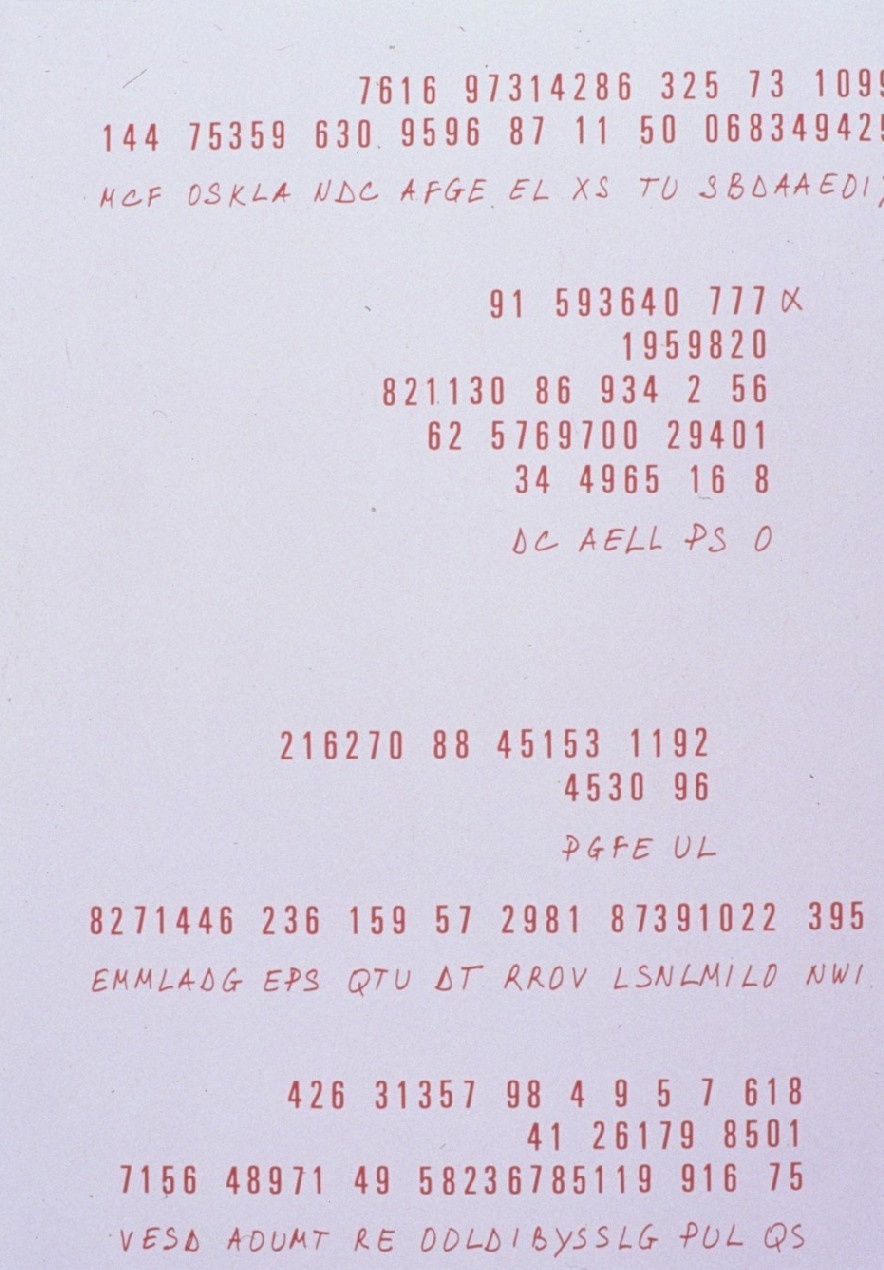 7616 97314286 325 73 1099
144 75359 630 9596 87 11 50 068349425
MCF OSKLA NDC AFGE EL XS TU SBDAAEDI
91 593640 777 α
1959820
821130 86 934 2 56
62 5769700 29401
34 4965 16 8
DC AELL PS O
216270 88 45153 1192
4530 96
PGFE UL
8271446 236 159 57 2981 87391022 395
EMMLADG EPS QTU DT RROV LSNLMILO NWI
426 31357 98 4 9 5 7 618
41 26179 8501
7156 48971 49 58236785119 916 75
VESD AOUMT RE OOLDIBYSSLG PUL QS